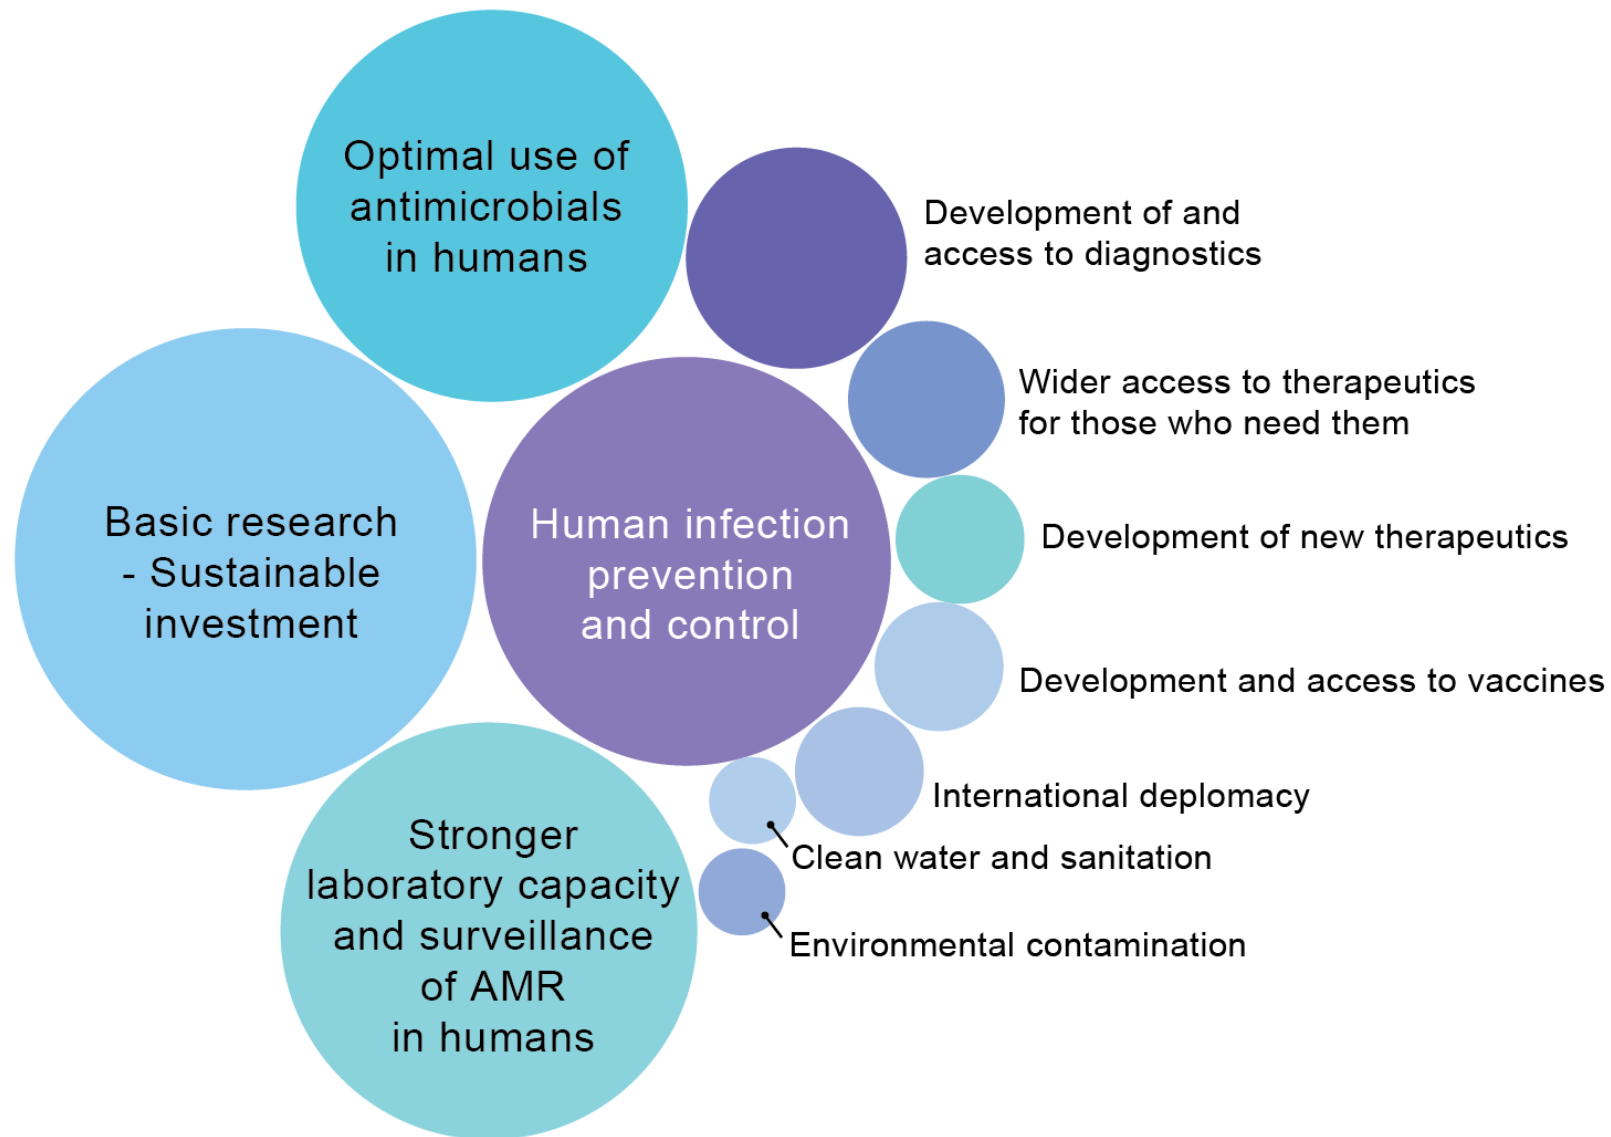 Optimal use of
antimicrobials
in humans
Development of and
access to diagnostics
Wider access to therapeutics
for those who need them
Basic research
- Sustainable
investment
Human infection
prevention
and control
Development of new therapeutics
Development and access to vaccines
International deplomacy
Clean water and sanitation
Environmental contamination
Stronger
laboratory capacity
and surveillance
of AMR
in humans